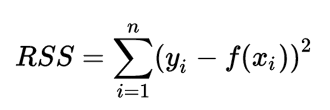 RSS = \sum_{i=1}^{n} (y_i - f(x_i))^2